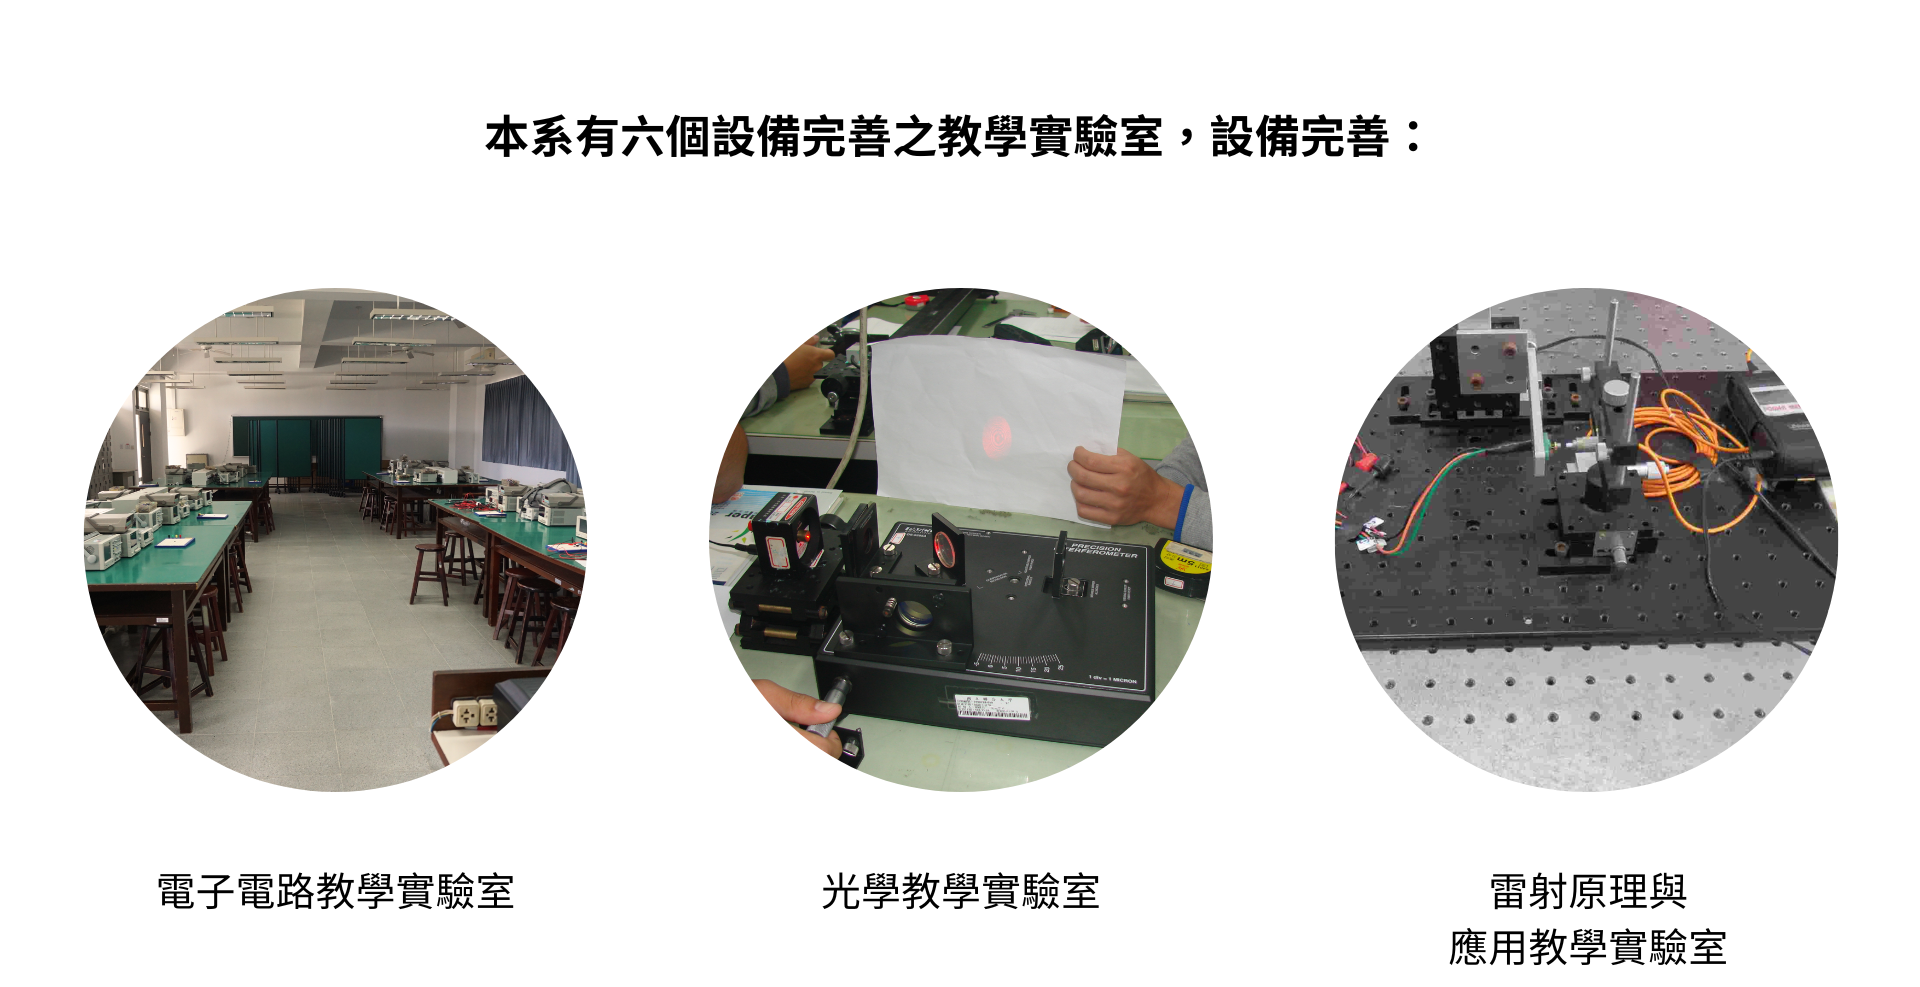 本系有六個設備完善之教學實驗室，設備完善：
PRECISION
INTERFEROMETER
1 div = 1 MICRON
5m
電子電路教學實驗室
光學教學實驗室
雷射原理與
應用教學實驗室